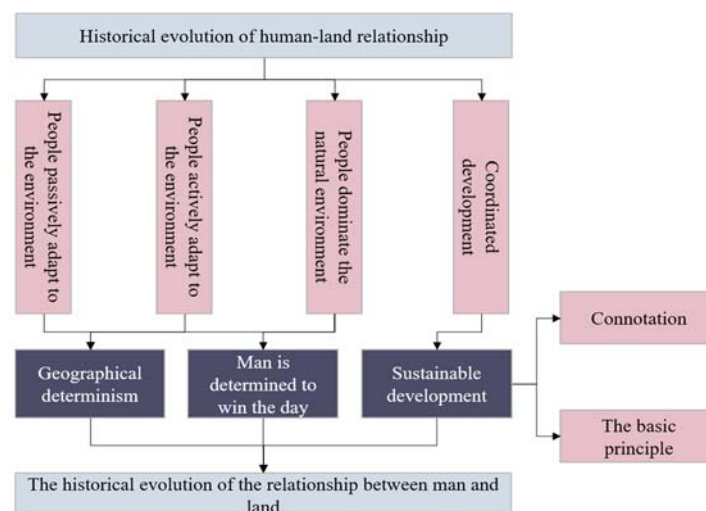 Historical evolution of human-land relationship
People passively adapt to
the environment
People actively adapt to
the environment
People dominate the
natural environment
Coordinated
development
Connotation
Geographical
determinism
Man is
determined to
win the day
Sustainable
development
The basic
principle
The historical evolution of the relationship between man and
land